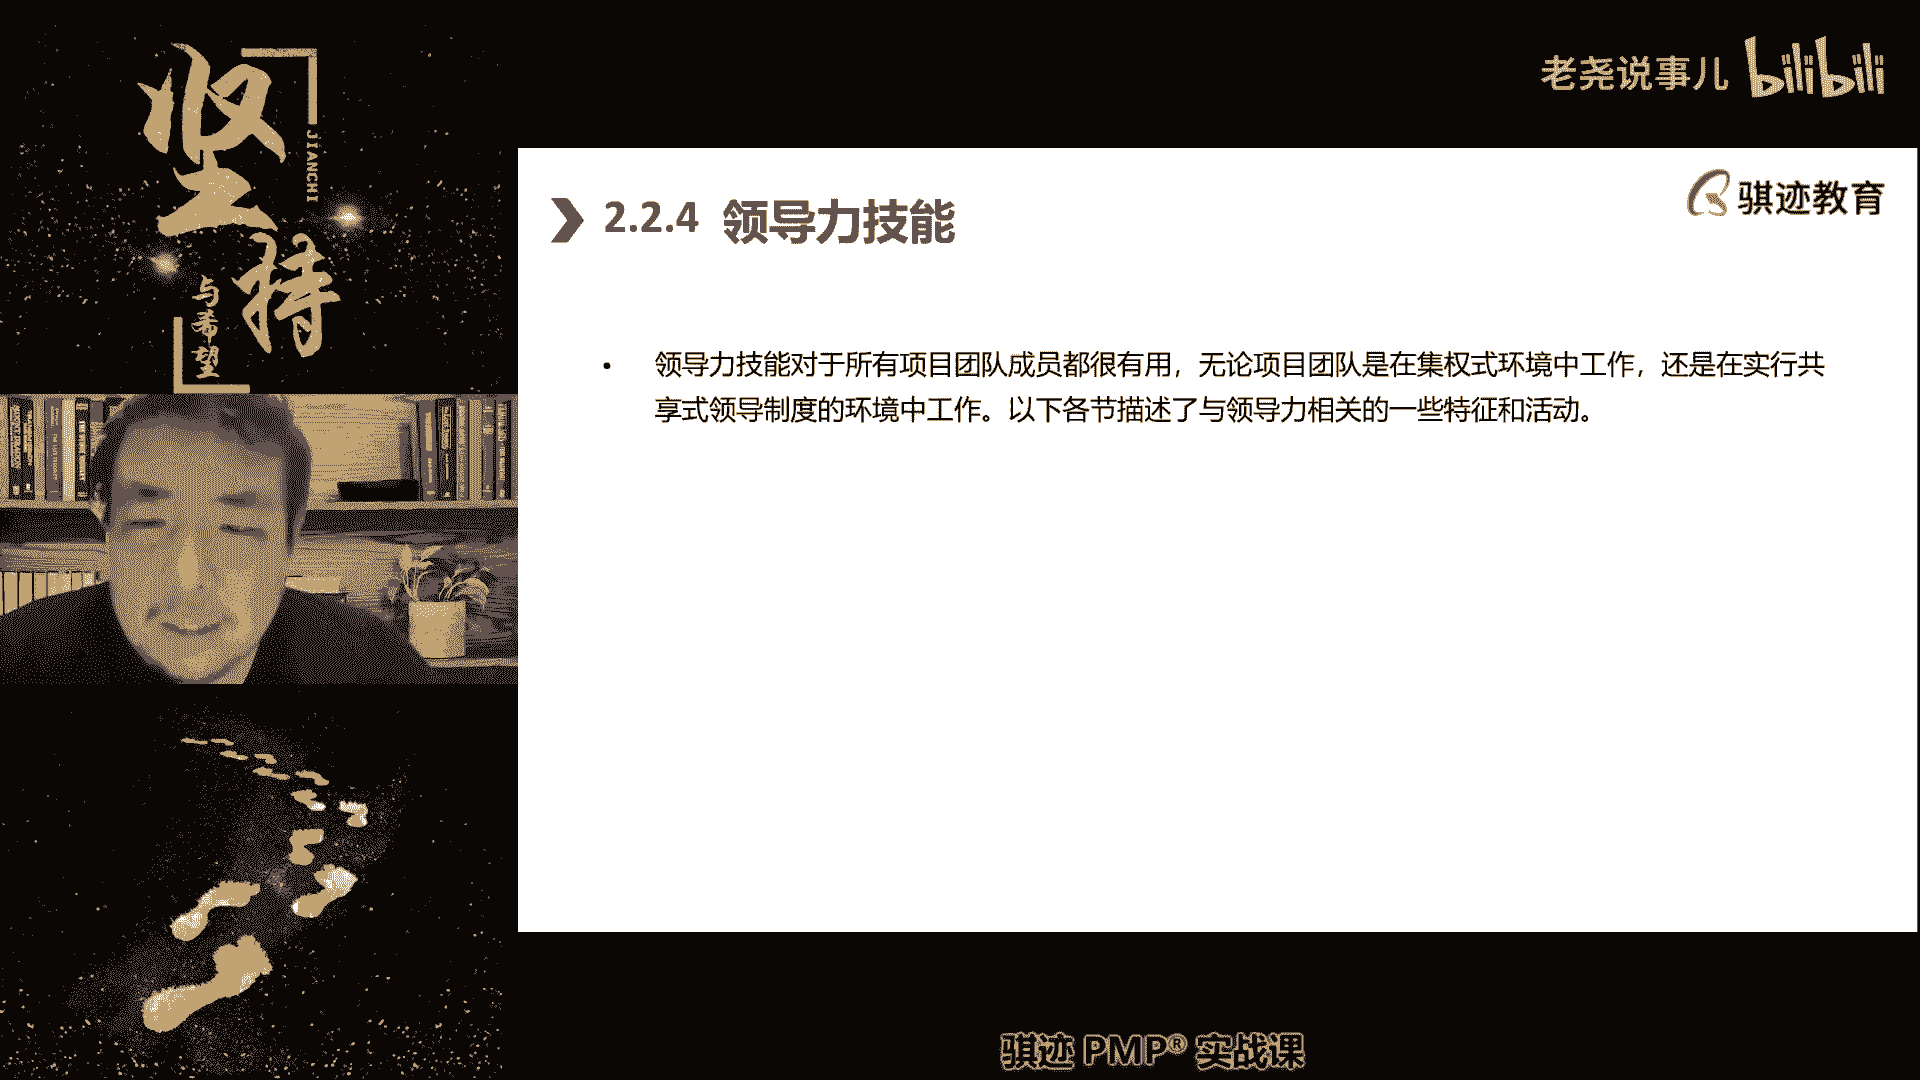 坚持
JIANCHI
与希望
老尧说事儿 bilibili
骐迹教育
2.2.4 领导力技能
• 领导力技能对于所有项目团队成员都很有用，无论项目团队是在集权式环境中工作，还是在实行共
享式领导制度的环境中工作。以下各节描述了与领导力相关的一些特征和活动。
骐迹 PMP® 实战课